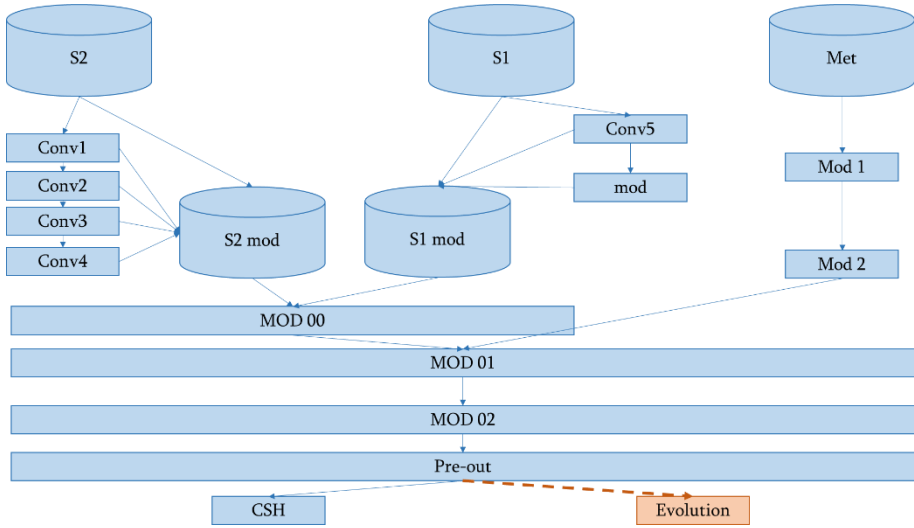 S2
S1
Met
Conv1
Conv2
Conv3
Conv4
S2 mod
S1 mod
Conv5
mod
Mod 1
Mod 2
MOD 00
MOD 01
MOD 02
Pre-out
CSH
Evolution